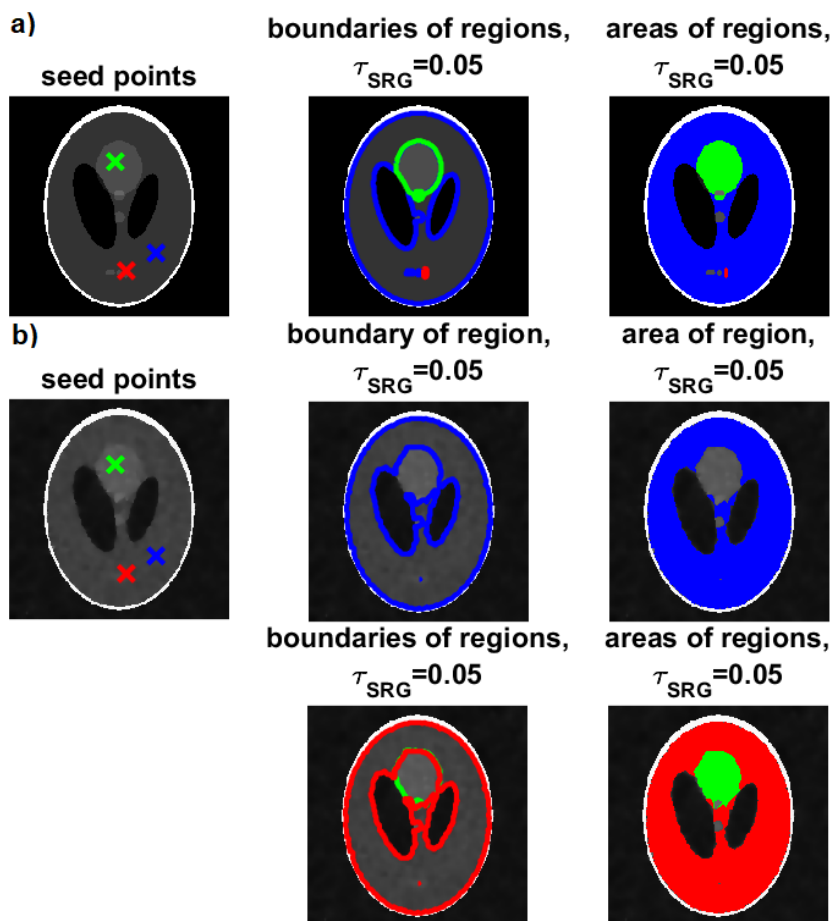 a)
seed points
boundaries of regions,
τSRG=0.05
areas of regions,
τSRG=0.05
b)
seed points
boundary of region,
τSRG=0.05
area of region,
τSRG=0.05
boundaries of regions,
τSRG=0.05
areas of regions,
τSRG=0.05